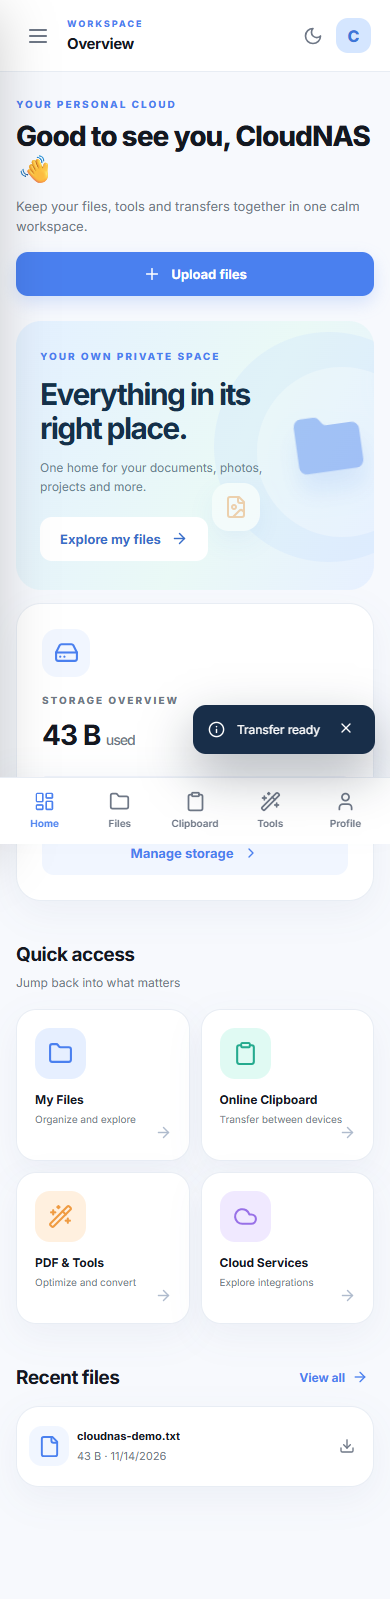 WORKSPACE
Overview
C
YOUR PERSONAL CLOUD
Good to see you, CloudNAS
👋
Keep your files, tools and transfers together in one calm
workspace.
Upload files
YOUR OWN PRIVATE SPACE
Everything in its
right place.
One home for your documents, photos,
projects and more.
Explore my files
STORAGE OVERVIEW
43 B used
Transfer ready
Home
Files
Clipboard
Tools
Profile
Manage storage
Quick access
Jump back into what matters
My Files
Organize and explore
Online Clipboard
Transfer between devices
PDF & Tools
Optimize and convert
Cloud Services
Explore integrations
Recent files
View all
cloudnas-demo.txt
43 B · 11/14/2026